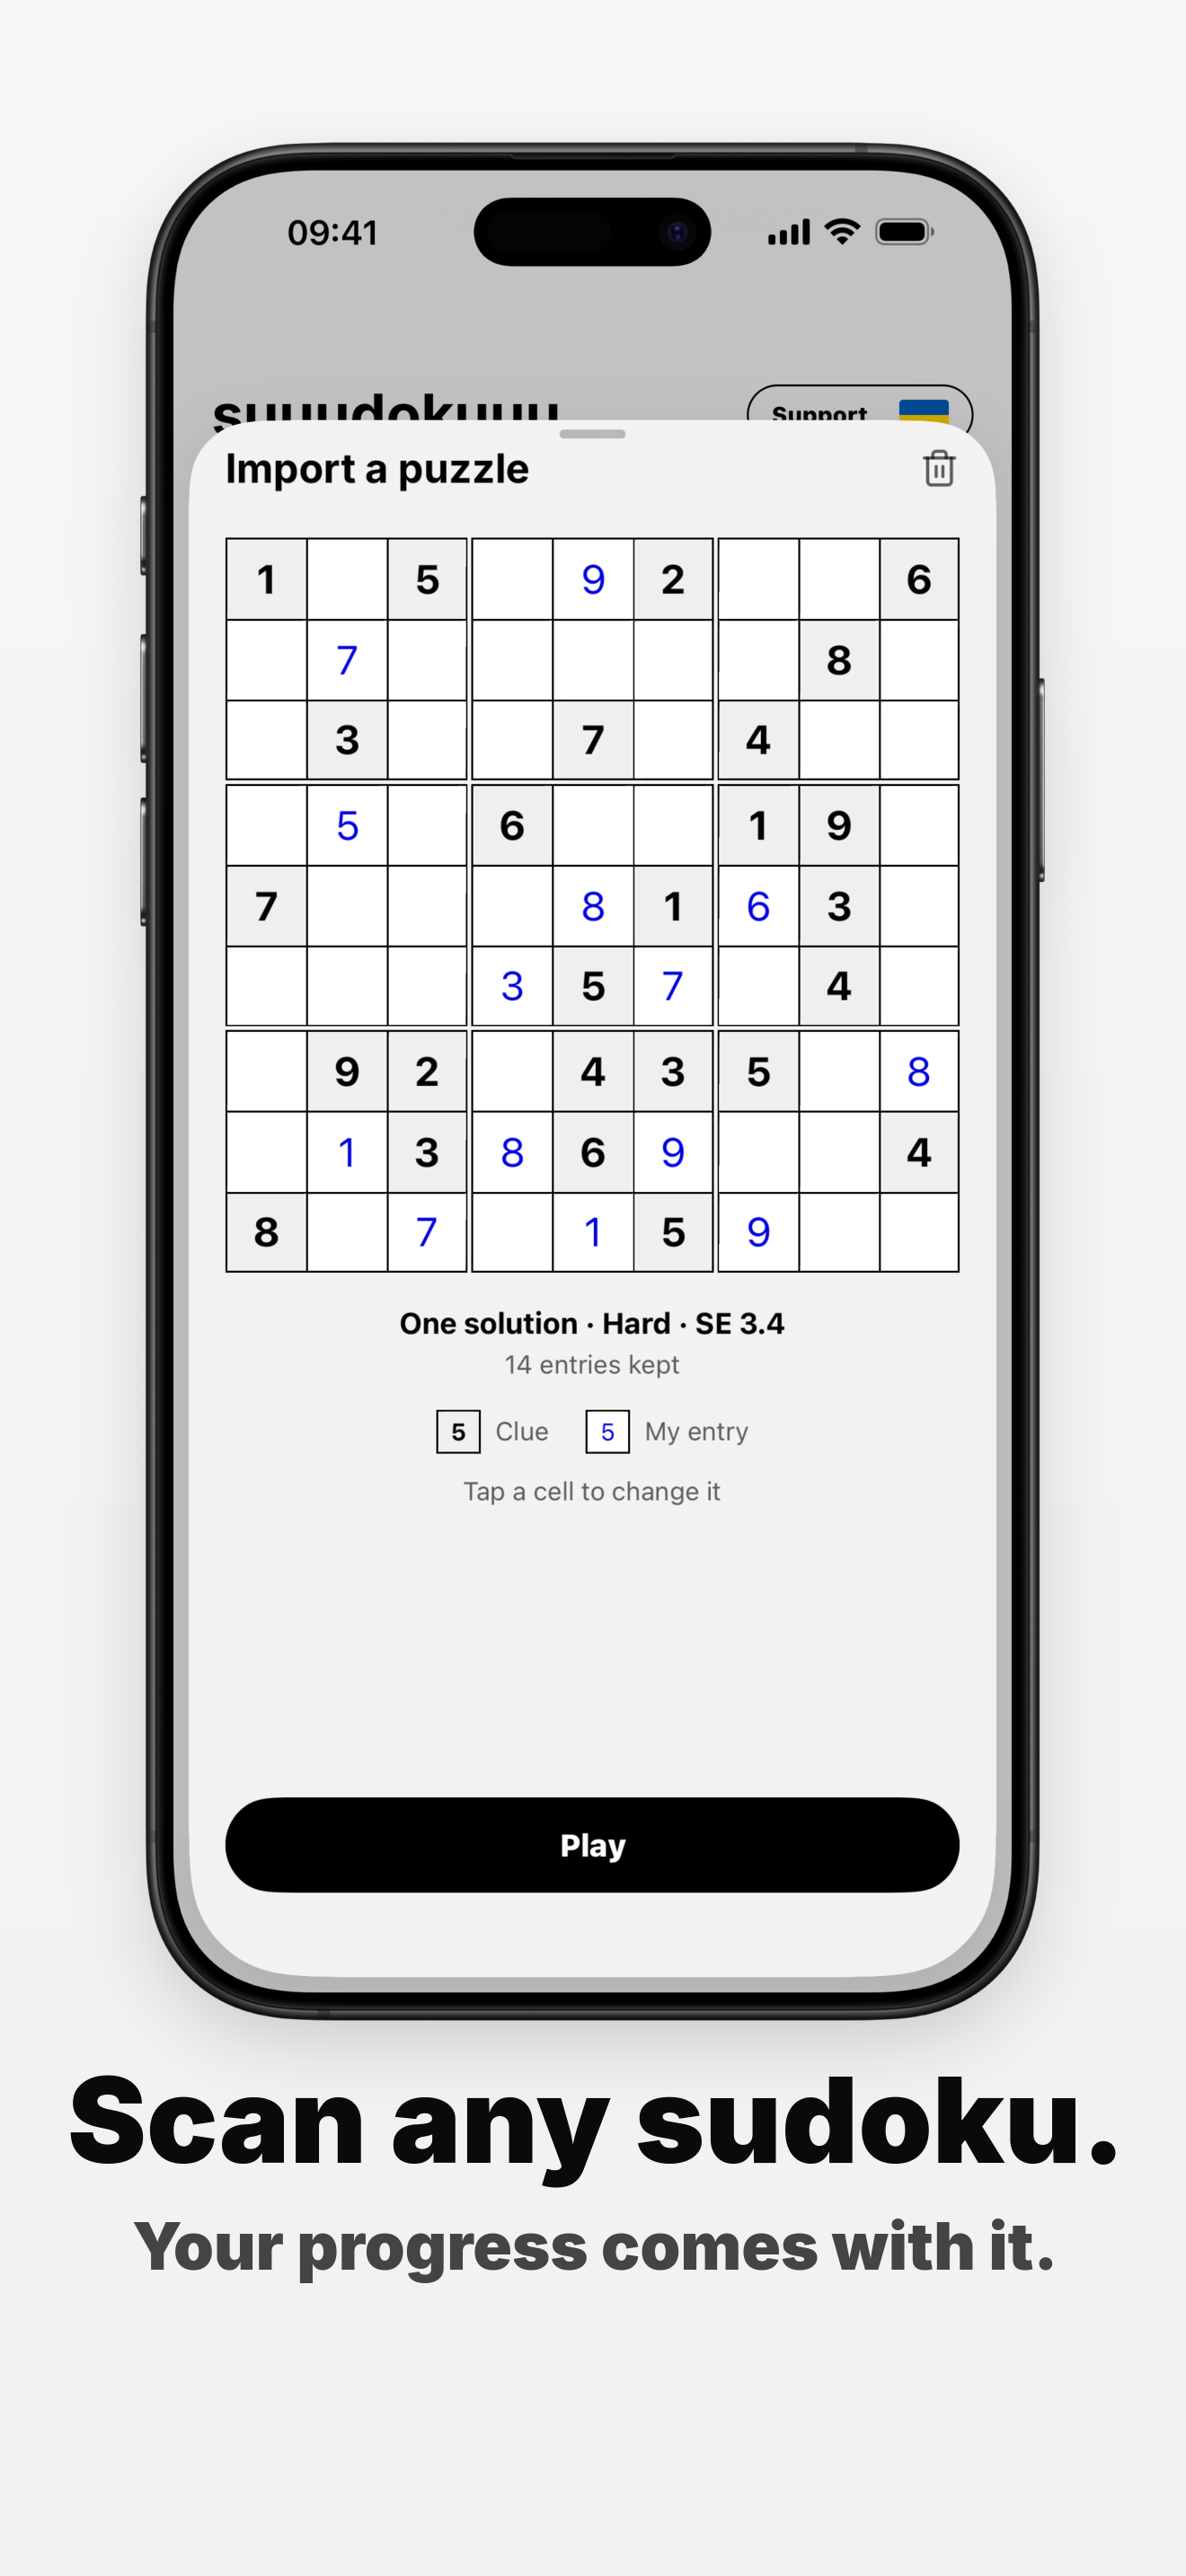 09:41
suuudokuuu Support
Import a puzzle
1 5 9 2 6
7 8
3 7 4
5 6 1 9
7 8 1 6 3
3 5 7 4
9 2 4 3 5 8
1 3 8 6 9 4
8 7 1 5 9
One solution · Hard · SE 3.4
14 entries kept
5 Clue 5 My entry
Tap a cell to change it
Play
Scan any sudoku.
Your progress comes with it.